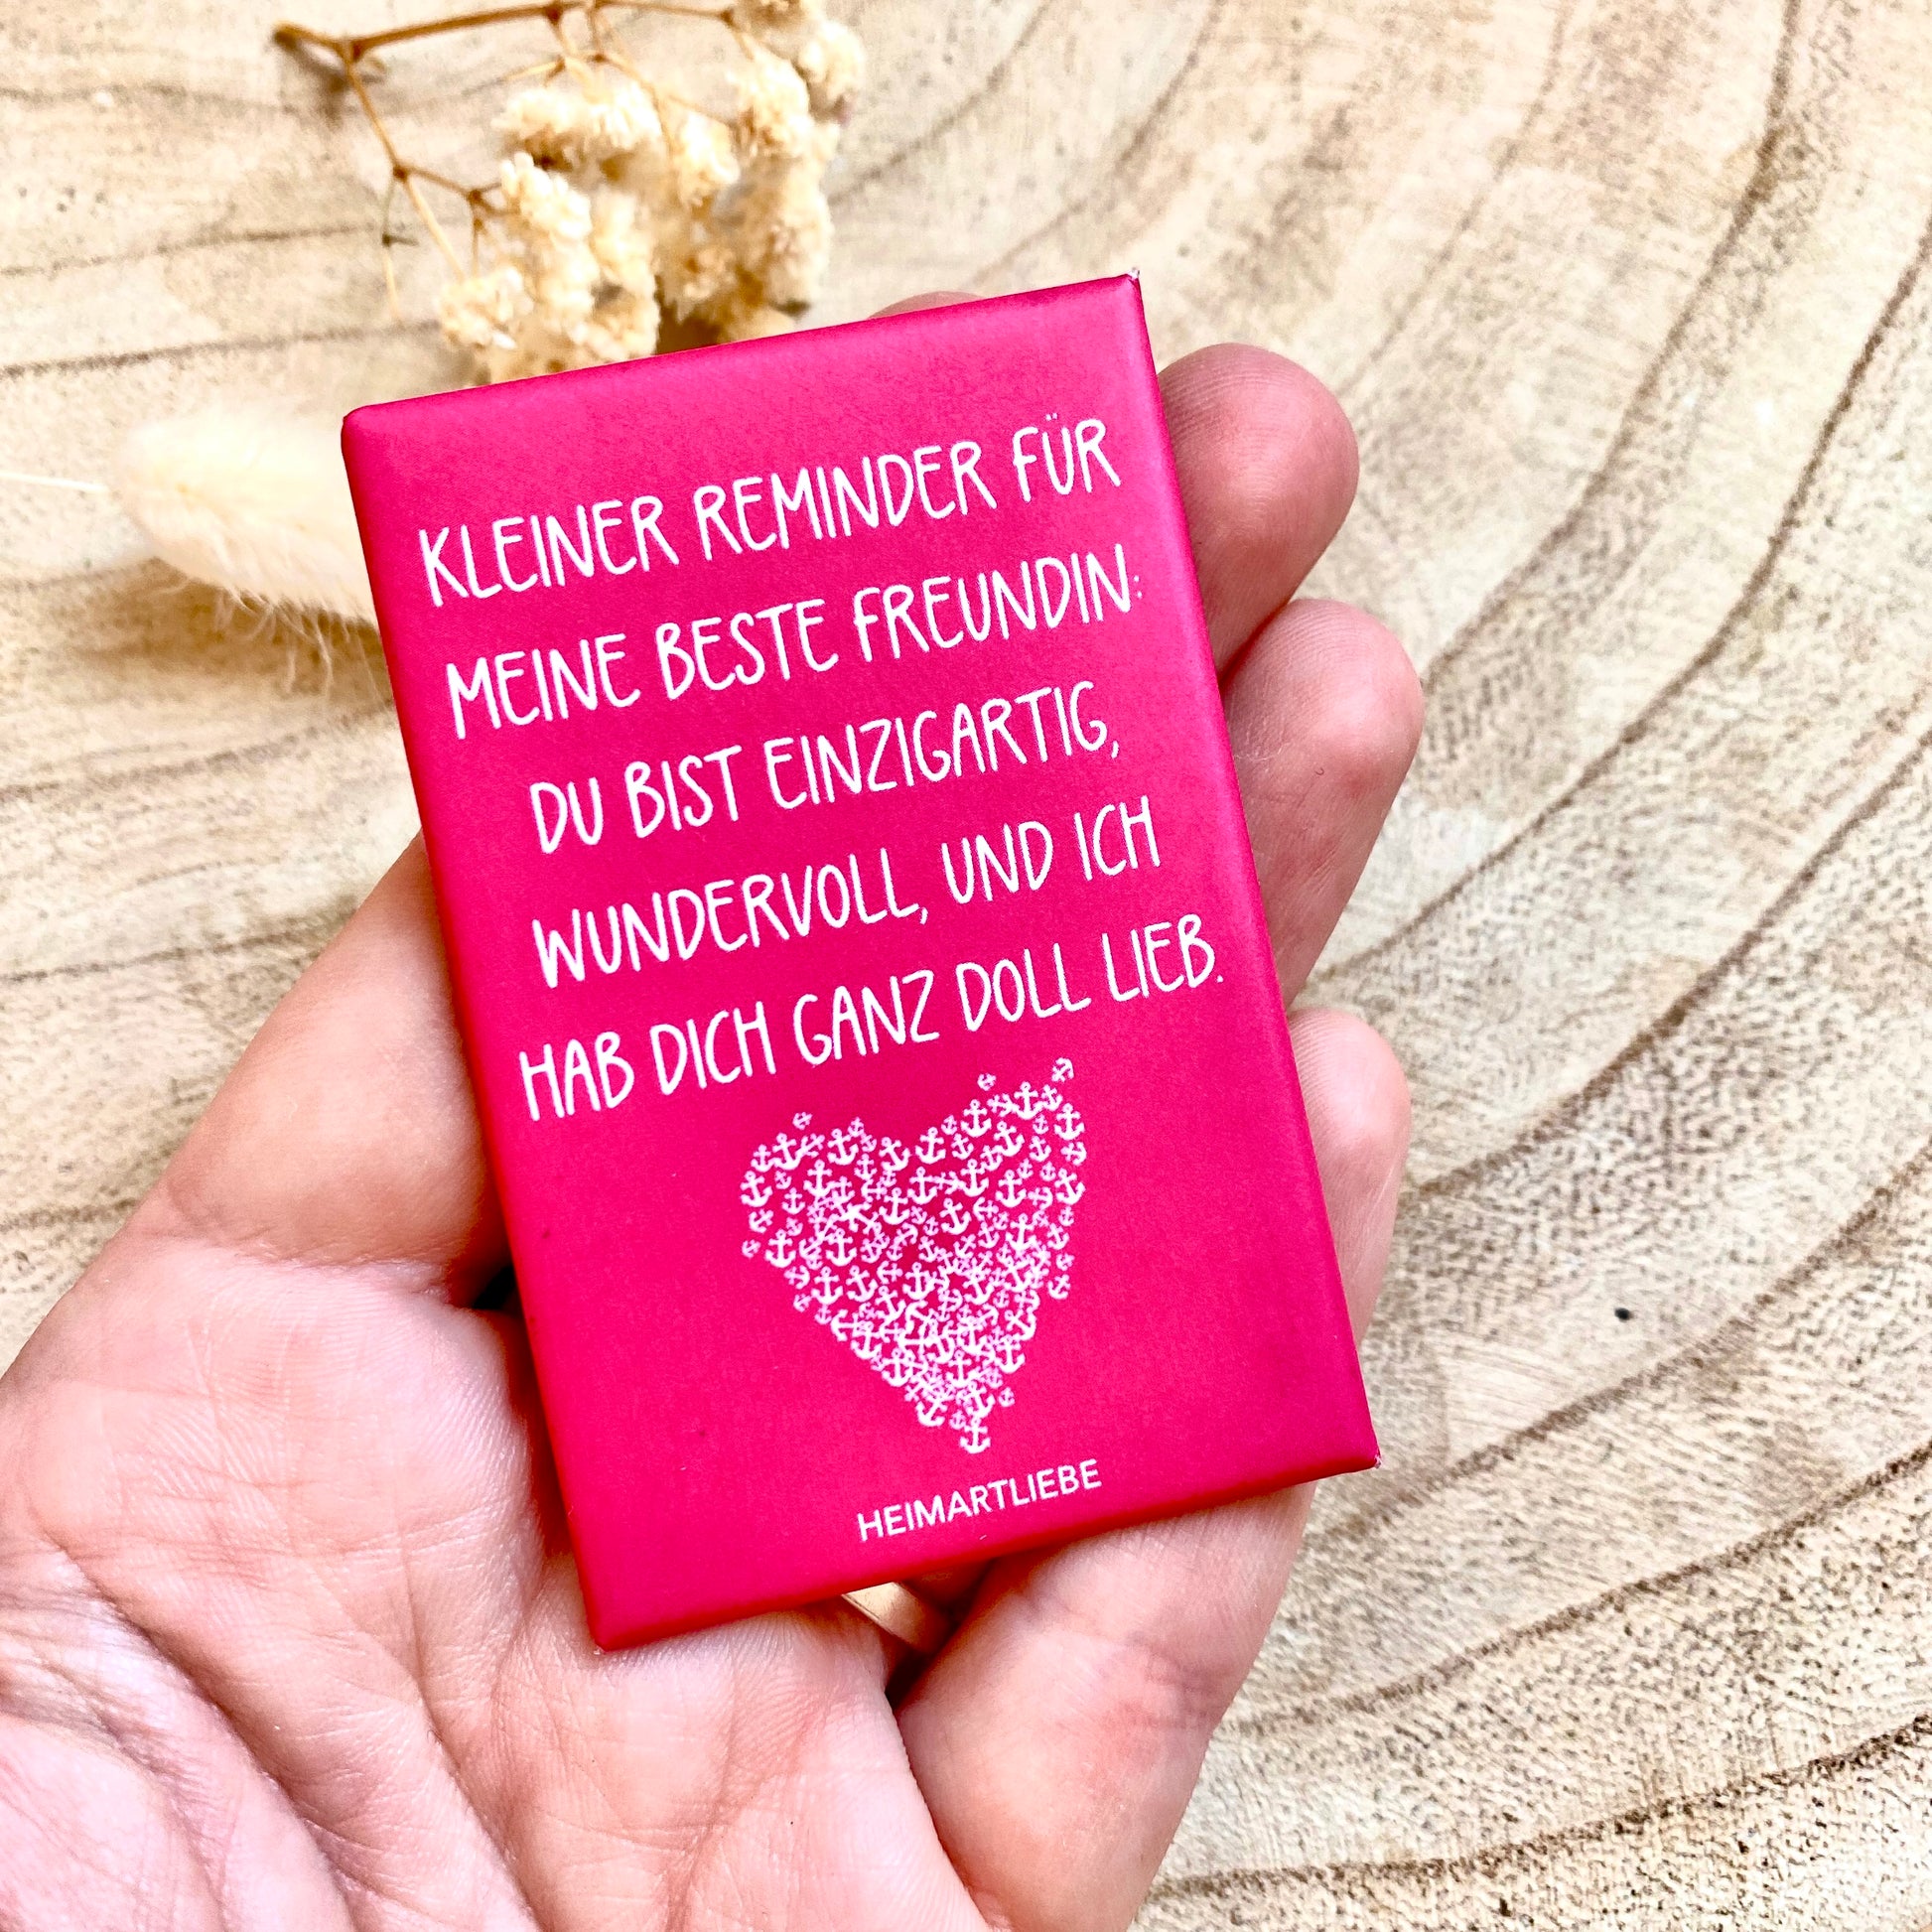 KLEINER REMINDER FÜR
MEINE BESTE FREUNDIN:
DU BIST EINZIGARTIG,
WUNDERVOLL, UND ICH
HAB DICH GANZ DOLL LIEB.
HEIMARTLIEBE